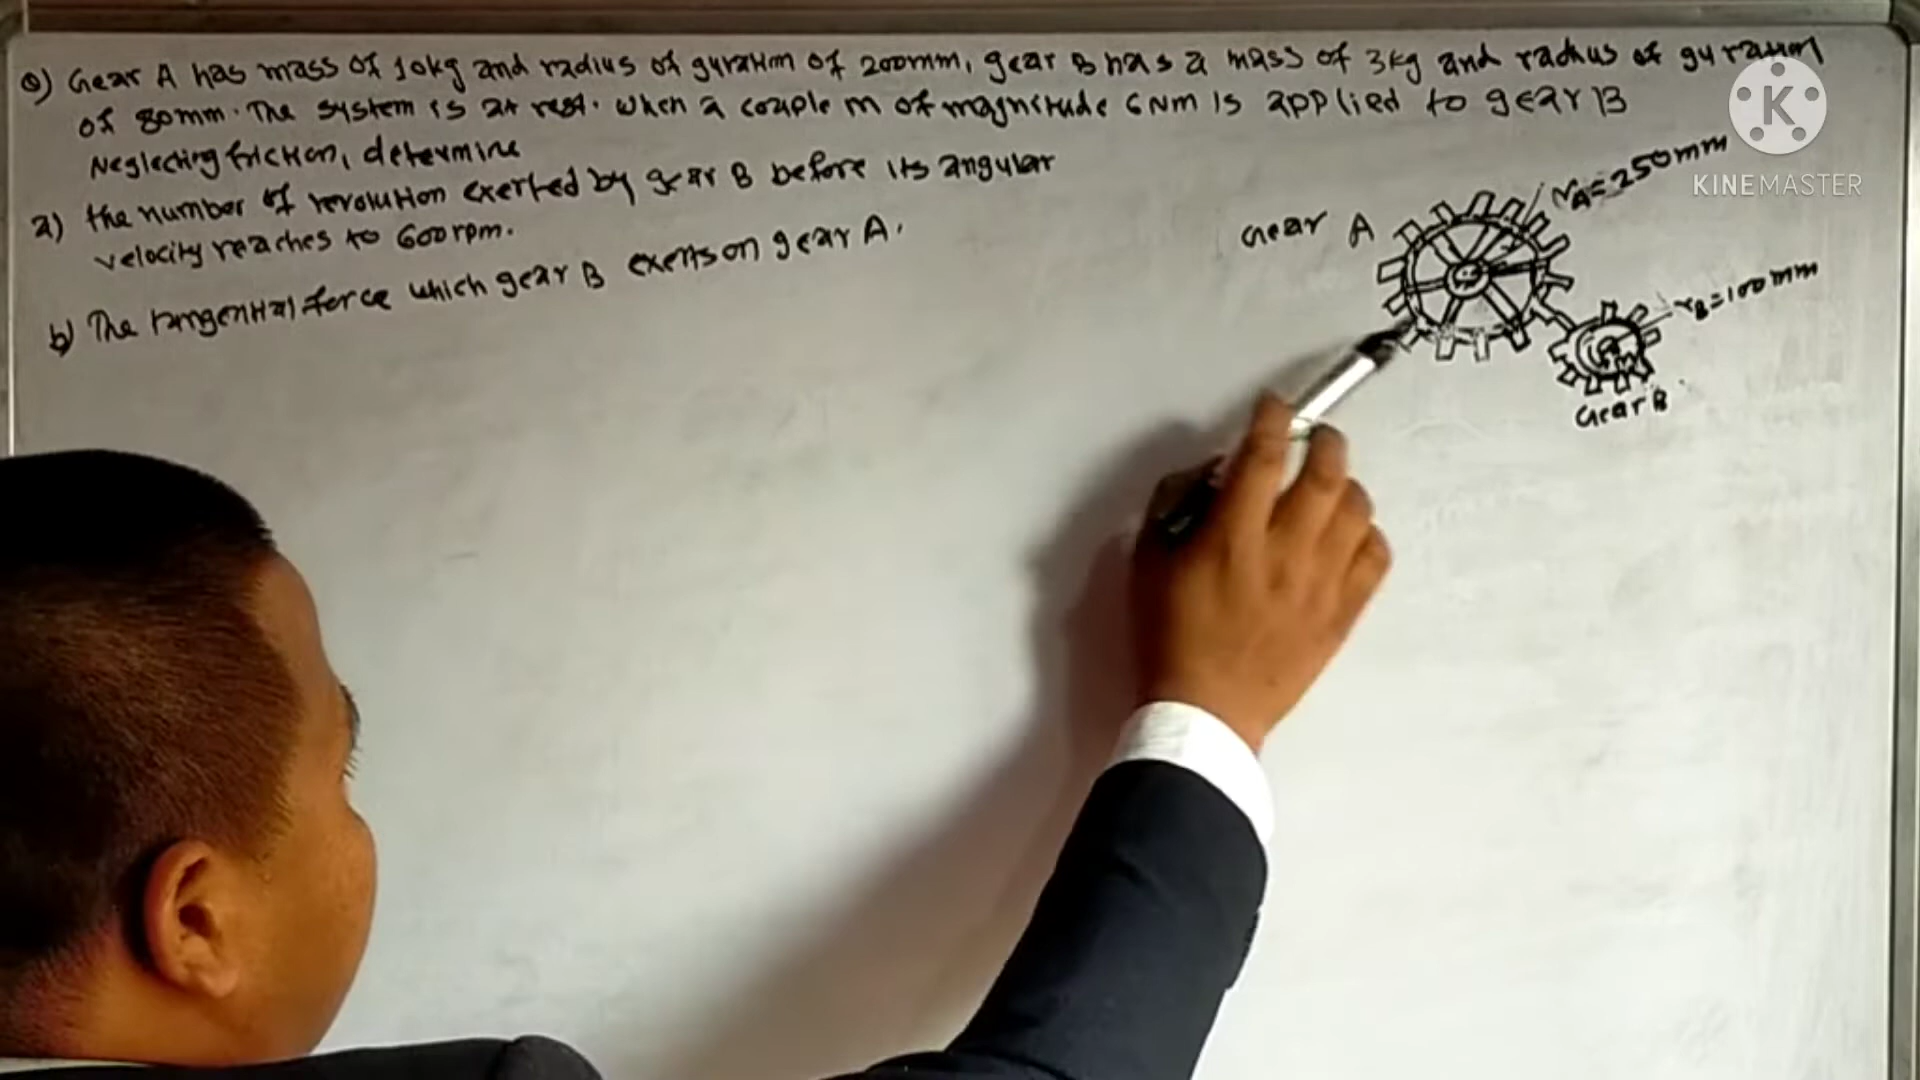 Q) Gear A has mass of 10kg and radius of gyration of 200mm, gear B has a mass of 3kg and radius of gyration
of 80mm. The system is at rest. when a couple m of magnitude 6Nm is applied to gear B
Neglecting friction, determine
a) the number of revolution exerted by gear B before its angular
velocity reaches to 600rpm.
b) The tangential force which gear B exerts on gear A.
Gear A
rA=250mm
rB=100mm
m
Gear B
K
KINEMASTER